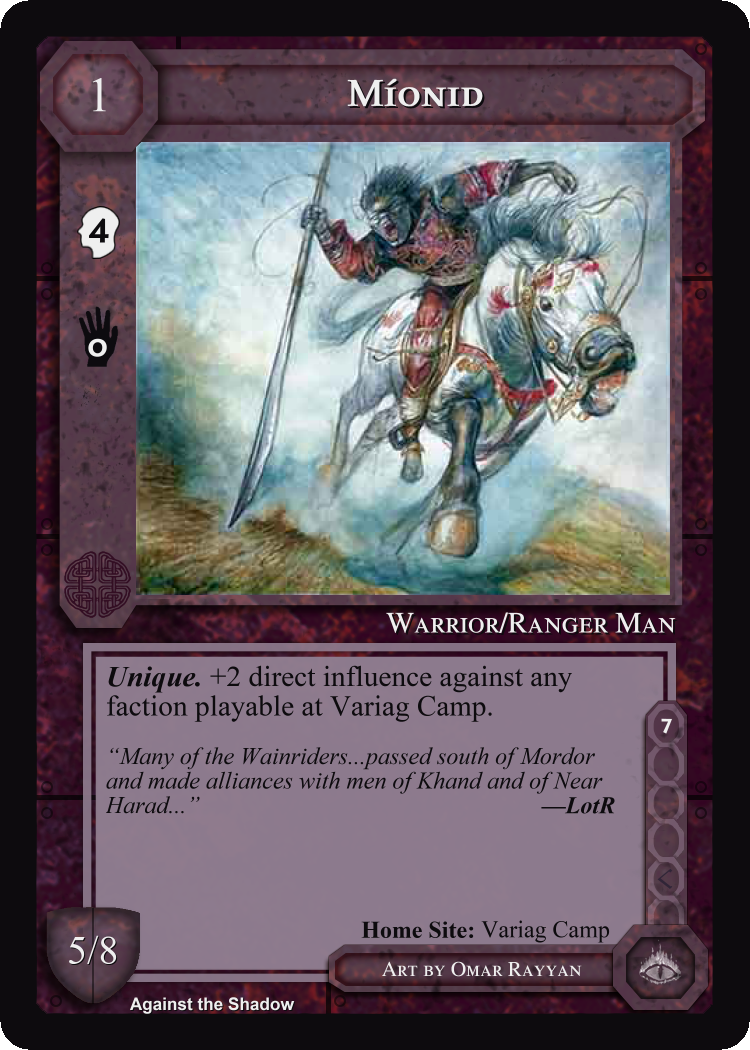 1
Míonid
4
0
Warrior/Ranger Man
Unique. +2 direct influence against any
faction playable at Variag Camp.
7
“Many of the Wainriders...passed south of Mordor
and made alliances with men of Khand and of Near
Harad...” —LotR
Home Site: Variag Camp
5/8
Art by Omar Rayyan
Against the Shadow